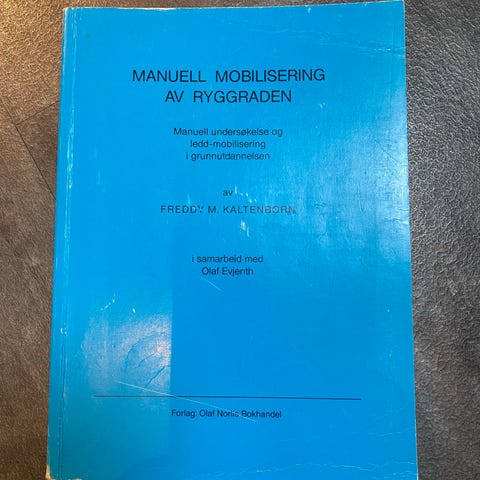 MANUELL MOBILISERING
AV RYGGRADEN
Manuell undersøkelse og
ledd-mobilisering
i grunnutdannelsen
av
FREDDY M. KALTENBORN
i samarbeid med
Olaf Evjenth
Forlag: Olaf Norlis Bokhandel